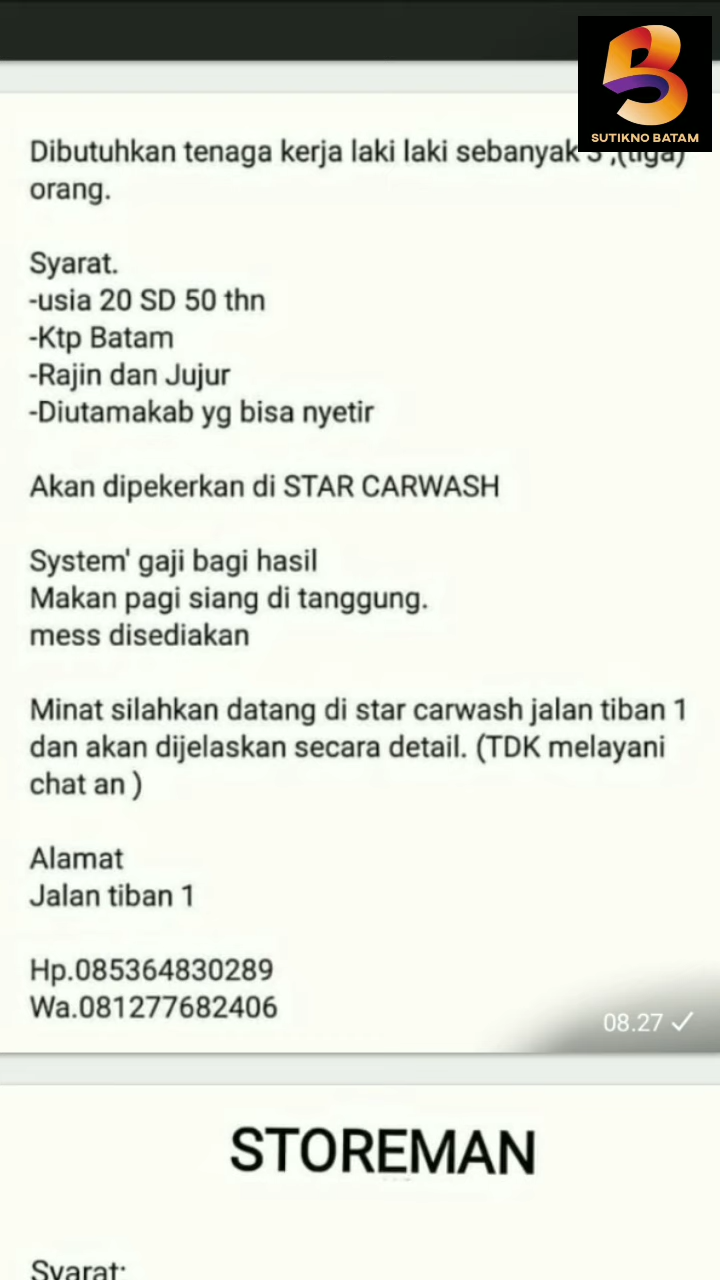 SUTIKNO BATAM
Dibutuhkan tenaga kerja laki laki sebanyak 3 ,(tiga)
orang.
Syarat.
-usia 20 SD 50 thn
-Ktp Batam
-Rajin dan Jujur
-Diutamakab yg bisa nyetir
Akan dipekerkan di STAR CARWASH
System' gaji bagi hasil
Makan pagi siang di tanggung.
mess disediakan
Minat silahkan datang di star carwash jalan tiban 1
dan akan dijelaskan secara detail. (TDK melayani
chat an )
Alamat
Jalan tiban 1
Hp.085364830289
Wa.081277682406
08.27
STOREMAN
Syarat: